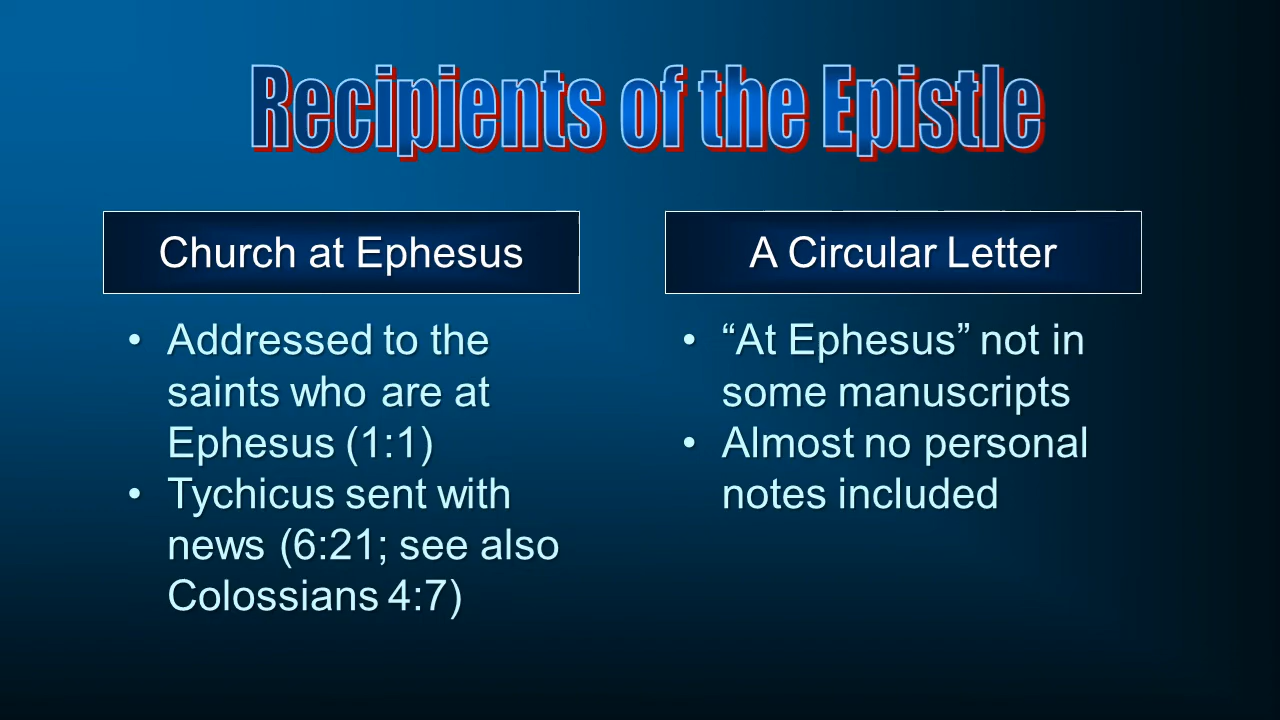 Recipients of the Epistle
Church at Ephesus
• Addressed to the
saints who are at
Ephesus (1:1)
• Tychicus sent with
news (6:21; see also
Colossians 4:7)
A Circular Letter
• “At Ephesus” not in
some manuscripts
• Almost no personal
notes included